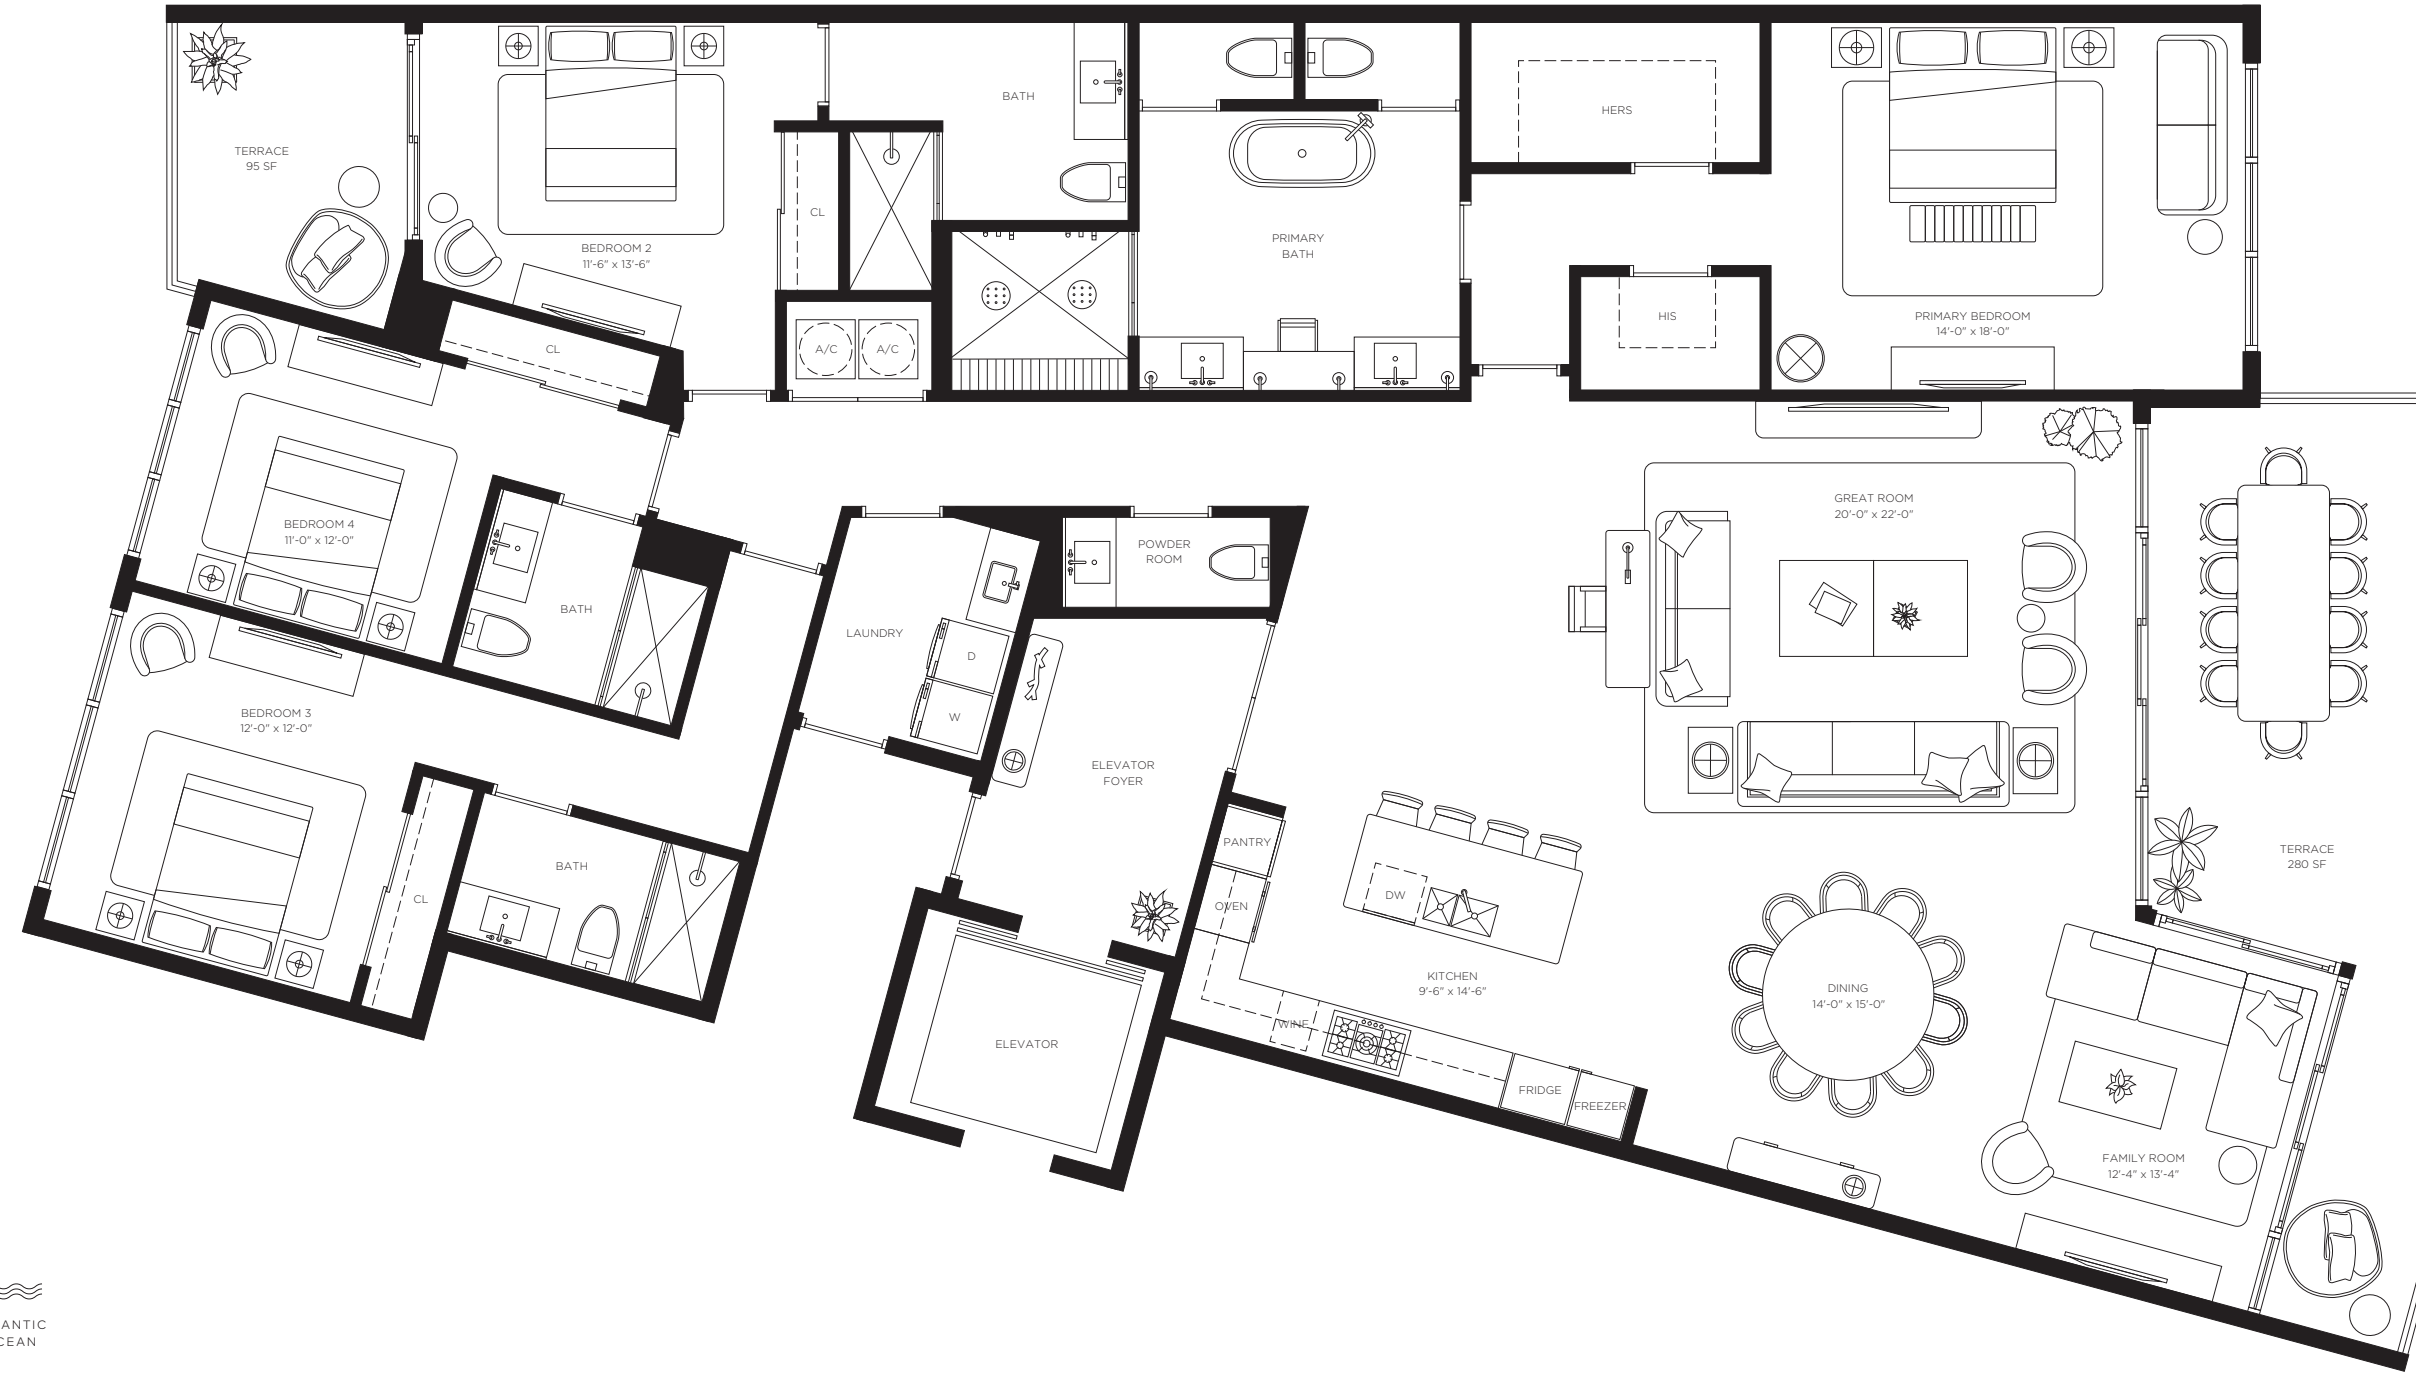 TERRACE
95 SF
BEDROOM 2
11'-6" x 13'-6"
CL
BATH
A/C
A/C
PRIMARY
BATH
HERS
HIS
PRIMARY BEDROOM
14'-0" x 18'-0"
CL
BEDROOM 4
11'-0" x 12'-0"
BATH
LAUNDRY
D
W
POWDER
ROOM
GREAT ROOM
20'-0" x 22'-0"
BEDROOM 3
12'-0" x 12'-0"
CL
BATH
ELEVATOR
FOYER
ELEVATOR
PANTRY
OVEN
DW
KITCHEN
9'-6" x 14'-6"
WINE
FRIDGE
FREEZER
DINING
14'-0" x 15'-0"
TERRACE
280 SF
FAMILY ROOM
12'-4" x 13'-4"
ANTIC
CEAN